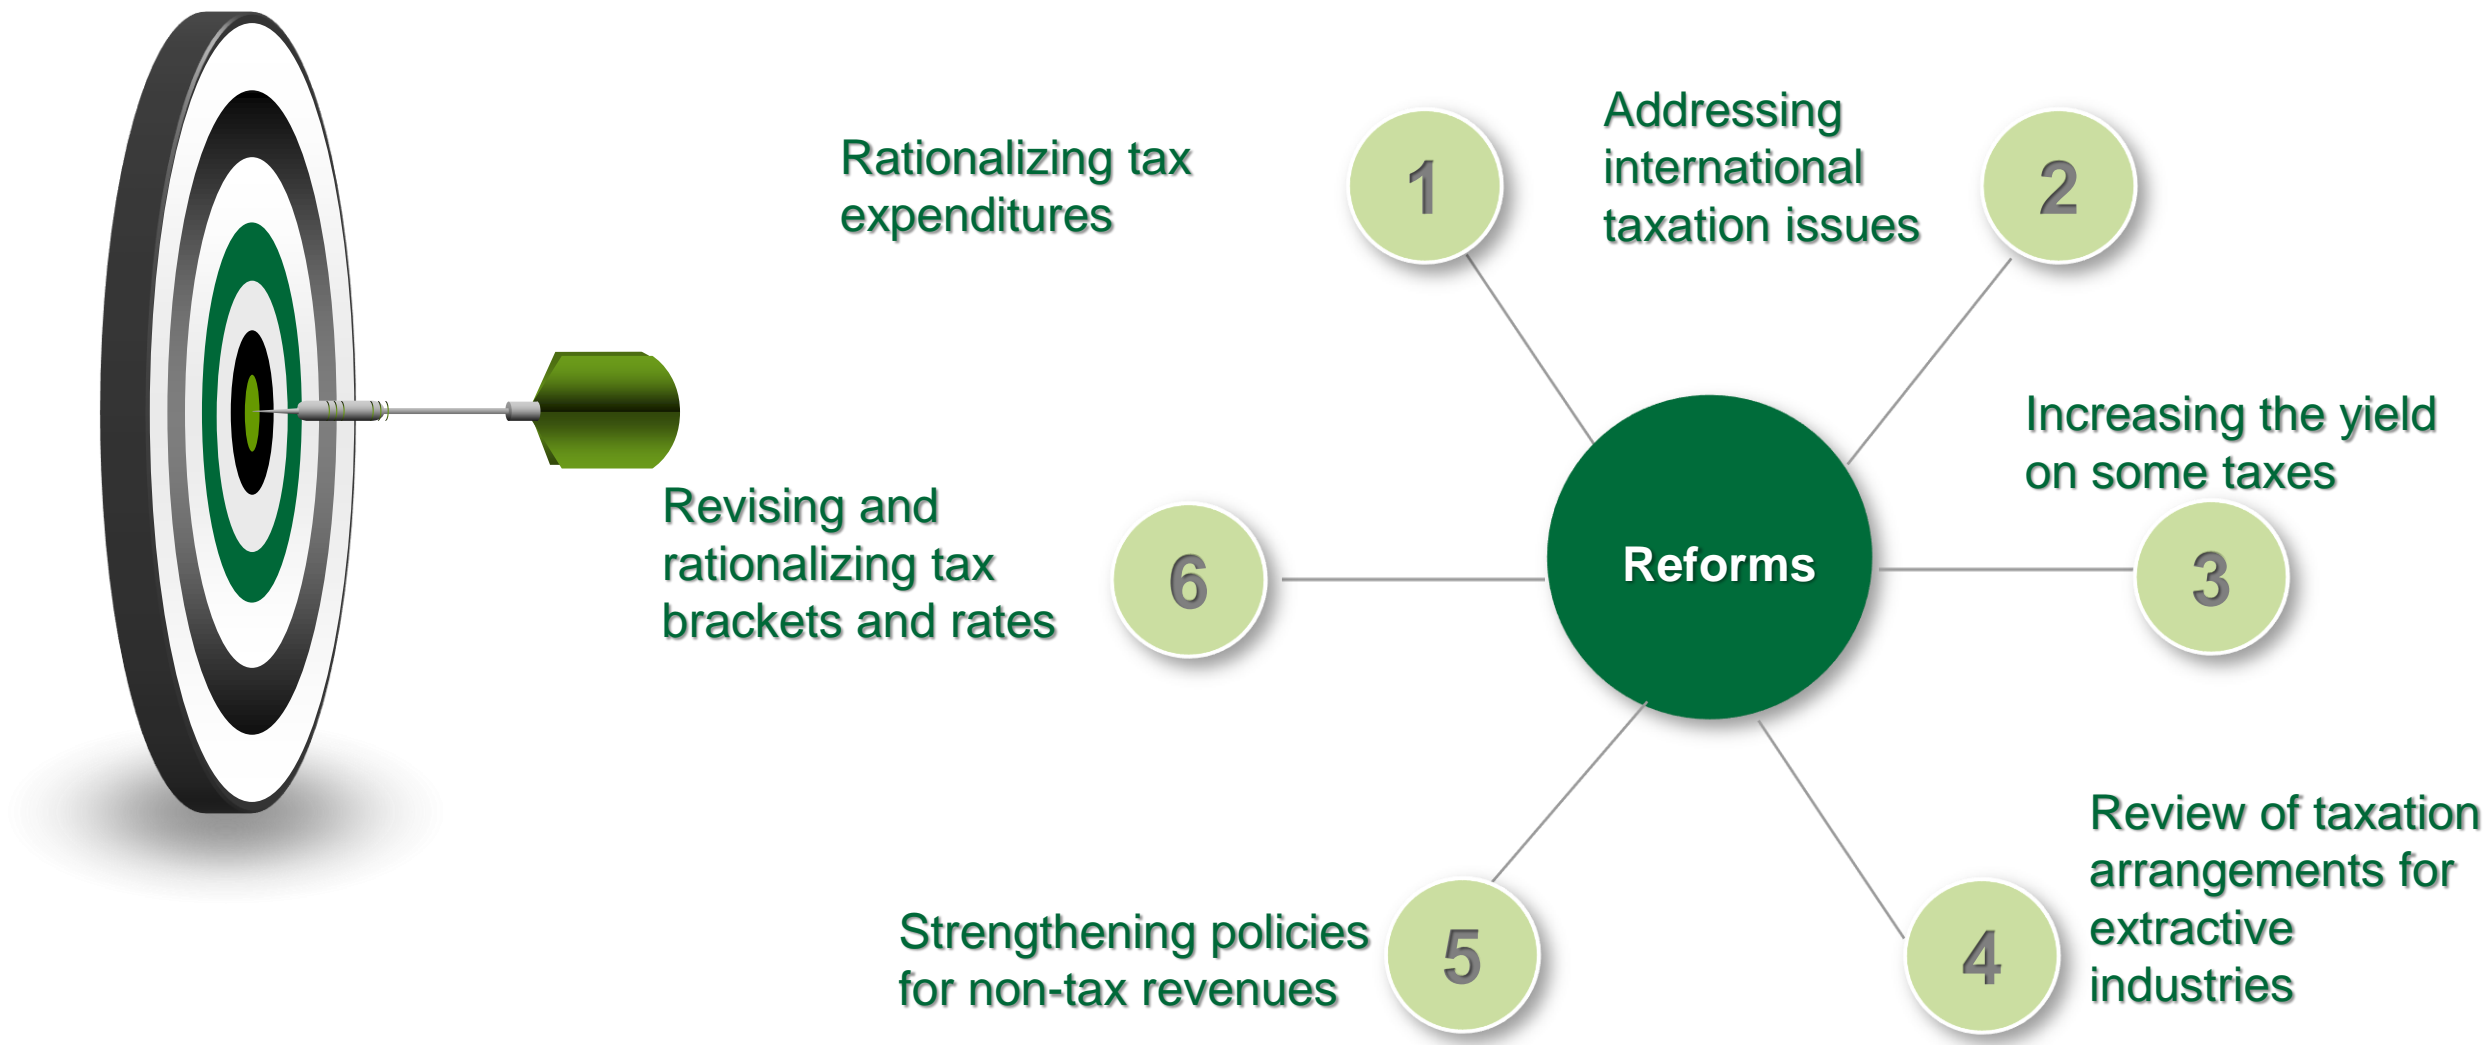 Rationalizing tax
expenditures
1
Addressing
international
taxation issues
2
Increasing the yield
on some taxes
3
Reforms
Revising and
rationalizing tax
brackets and rates
6
Strengthening policies
for non-tax revenues
5
4
Review of taxation
arrangements for
extractive
industries